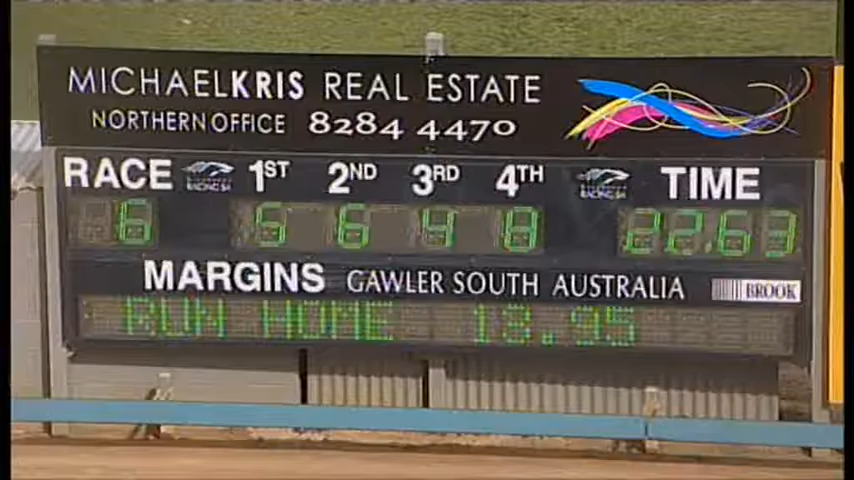 MICHAELKRIS REAL ESTATE
NORTHERN OFFICE 8284 4470
RACE 1ST 2ND 3RD 4TH TIME
6 5 6 4 8 22.63
MARGINS GAWLER SOUTH AUSTRALIA BROOK
RUN HOME 13.95